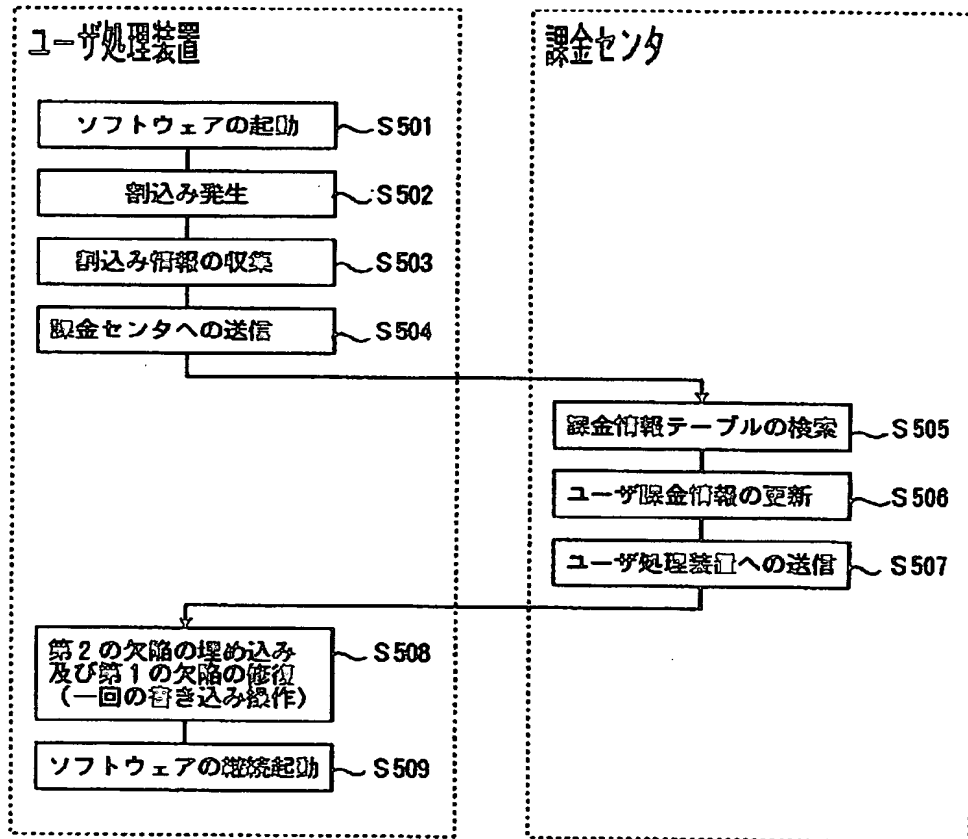 ユーザ処理装置
課金センタ
ソフトウェアの起動
S501
割込み発生
S502
割込み情報の収集
S503
課金センタへの送信
S504
課金情報テーブルの検索
S505
ユーザ課金情報の更新
S506
ユーザ処理装置への送信
S507
第2の欠陥の埋め込み
及び第1の欠陥の修復
(一回の書き込み操作)
S508
ソフトウェアの継続起動
S509